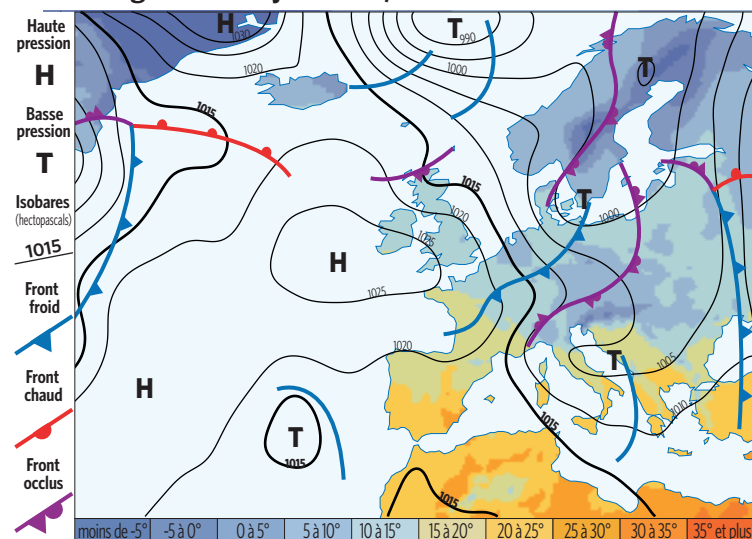 Haute
pression
H
Basse
pression
T
Isobares
(hectopascals)
1015
Front
froid
Front
chaud
Front
occlus
H
1030
1020
1015
T
990
1000
T
1015
1020
1025
H
1025
T
1000
1020
T
1005
1010
H
T
1015
1015
1015
moins de -5°
-5 à 0°
0 à 5°
5 à 10°
10 à 15°
15 à 20°
20 à 25°
25 à 30°
30 à 35°
35° et plus